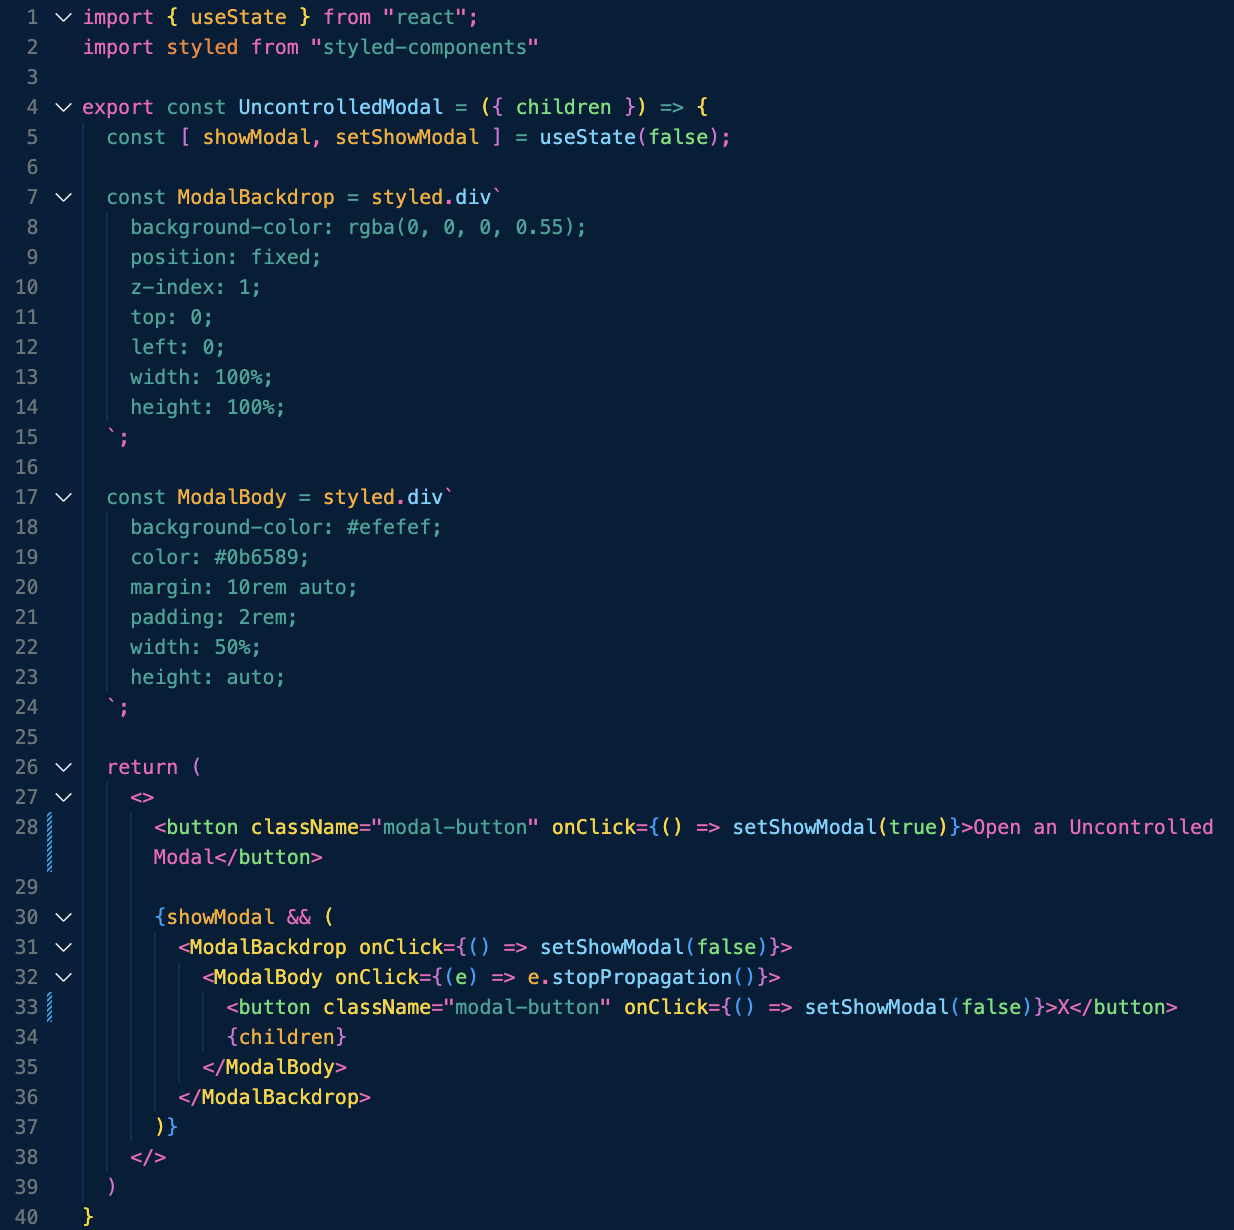 1 import { useState } from "react";
2 import styled from "styled-components"
3
4 export const UncontrolledModal = ({ children }) => {
5   const [ showModal, setShowModal ] = useState(false);
6
7   const ModalBackdrop = styled.div`
8     background-color: rgba(0, 0, 0, 0.55);
9     position: fixed;
10     z-index: 1;
11     top: 0;
12     left: 0;
13     width: 100%;
14     height: 100%;
15   `;
16
17   const ModalBody = styled.div`
18     background-color: #efefef;
19     color: #0b6589;
20     margin: 10rem auto;
21     padding: 2rem;
22     width: 50%;
23     height: auto;
24   `;
25
26   return (
27     <>
28       <button className="modal-button" onClick={() => setShowModal(true)}>Open an Uncontrolled
      Modal</button>
29
30       {showModal && (
31         <ModalBackdrop onClick={() => setShowModal(false)}>
32           <ModalBody onClick={(e) => e.stopPropagation()}>
33             <button className="modal-button" onClick={() => setShowModal(false)}>X</button>
34             {children}
35           </ModalBody>
36         </ModalBackdrop>
37       )}
38     </>
39   )
40 }